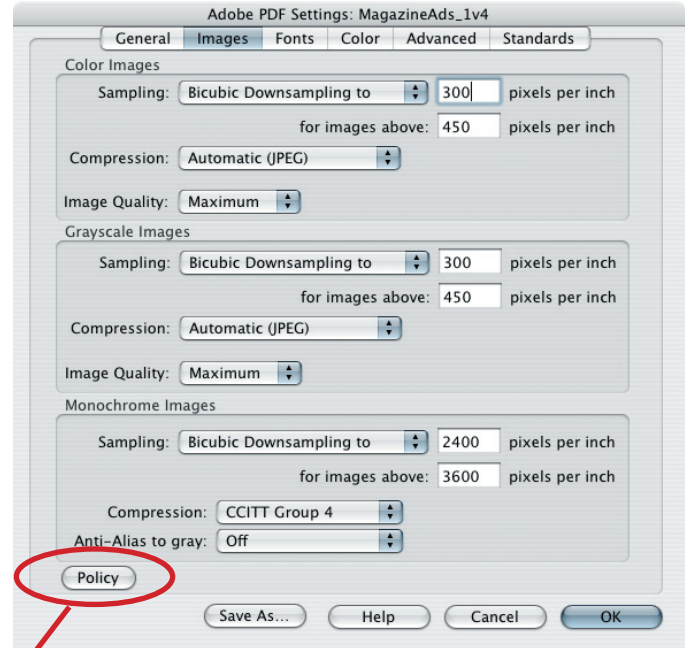 Adobe PDF Settings: MagazineAds_1v4
General Images Fonts Color Advanced Standards
Color Images
Sampling: Bicubic Downsampling to 300 pixels per inch
for images above: 450 pixels per inch
Compression: Automatic (JPEG)
Image Quality: Maximum
Grayscale Images
Sampling: Bicubic Downsampling to 300 pixels per inch
for images above: 450 pixels per inch
Compression: Automatic (JPEG)
Image Quality: Maximum
Monochrome Images
Sampling: Bicubic Downsampling to 2400 pixels per inch
for images above: 3600 pixels per inch
Compression: CCITT Group 4
Anti-Alias to gray: Off
Policy
Save As... Help Cancel OK